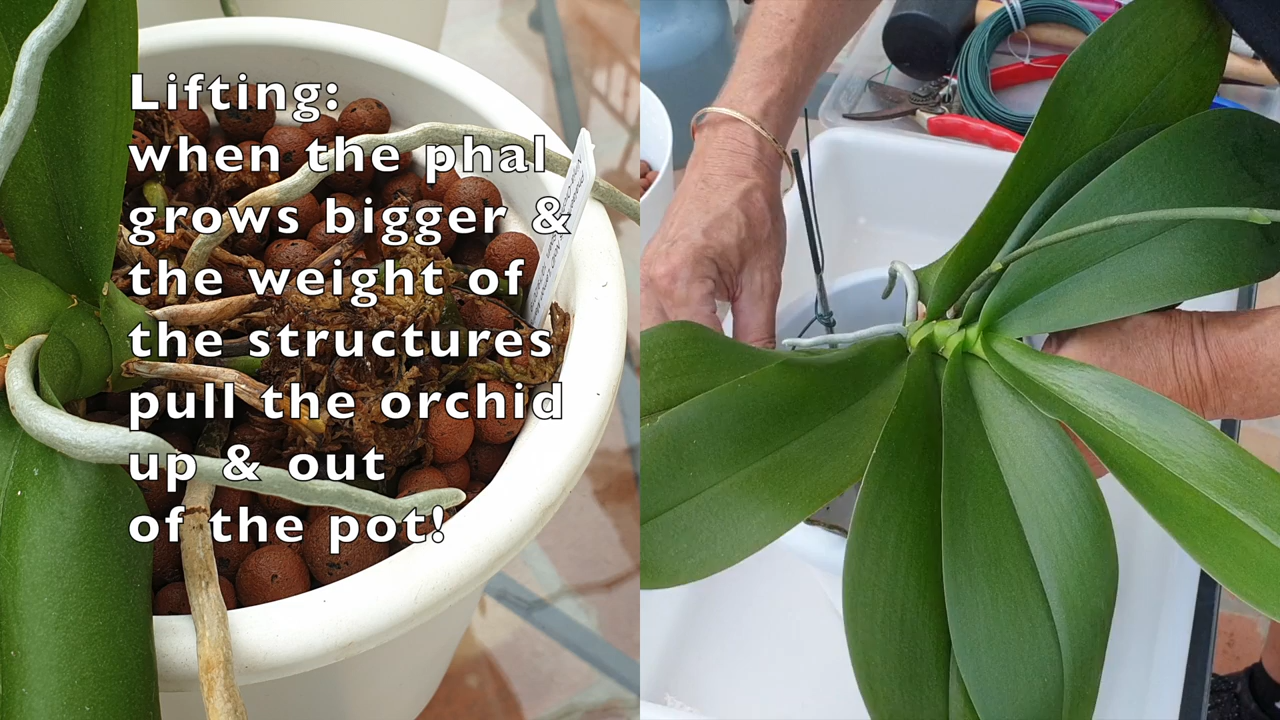 Lifting:
when the phal
grows bigger &
the weight of
the structures
pull the orchid
up & out
of the pot!